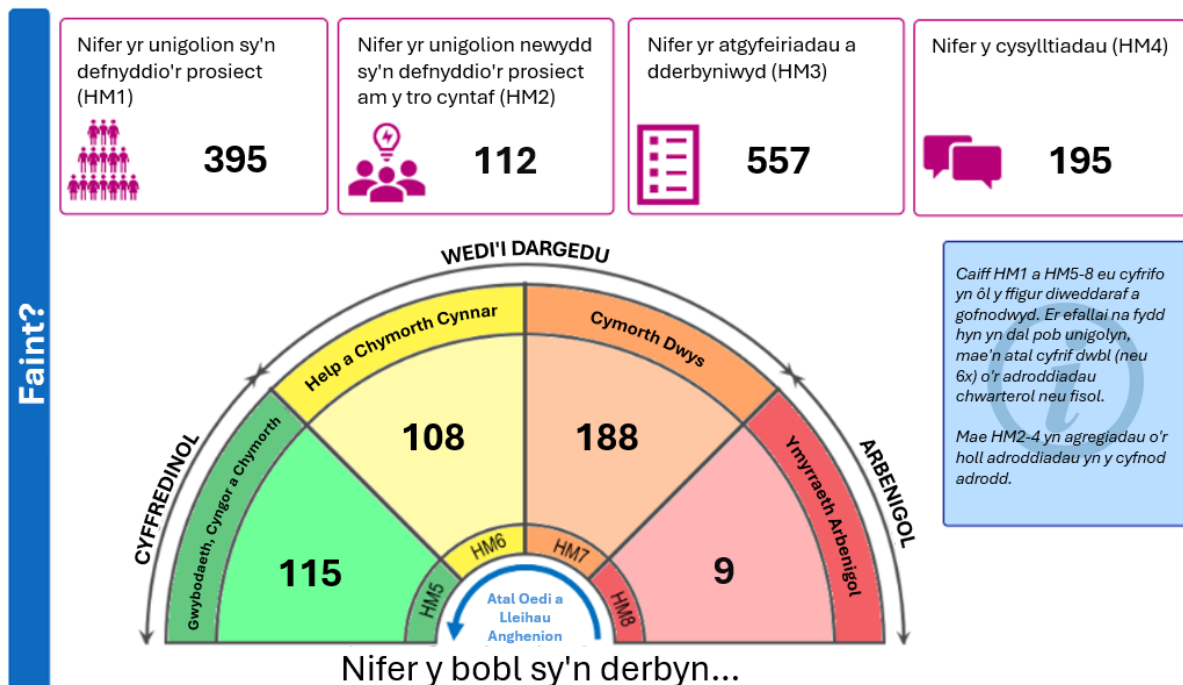 Faint?
Nifer yr unigolion sy'n
defnyddio'r prosiect
(HM1)
395
Nifer yr unigolion newydd
sy'n defnyddio'r prosiect
am y tro cyntaf (HM2)
112
Nifer yr atgyfeiriadau a
dderbyniwyd (HM3)
557
Nifer y cysylltiadau (HM4)
195
WEDI'I DARGEDU
CYFFREDINOL
ARBENIGOL
Gwybodaeth, Cyngor a Chymorth
Help a Chymorth Cynnar
Cymorth Dwys
Ymyrraeth Arbenigol
115
108
188
9
HM5
HM6
HM7
HM8
Atal Oedi a
Lleihau
Anghenion
Nifer y bobl sy'n derbyn...
Caiff HM1 a HM5-8 eu cyfrifo
yn ôl y ffigur diweddaraf a
gofnodwyd. Er efallai na fydd
hyn yn dal pob unigolyn,
mae'n atal cyfrif dwbl (neu
6x) o'r adroddiadau
chwarterol neu fisol.
Mae HM2-4 yn agregiadau o'r
holl adroddiadau yn y cyfnod
adrodd.